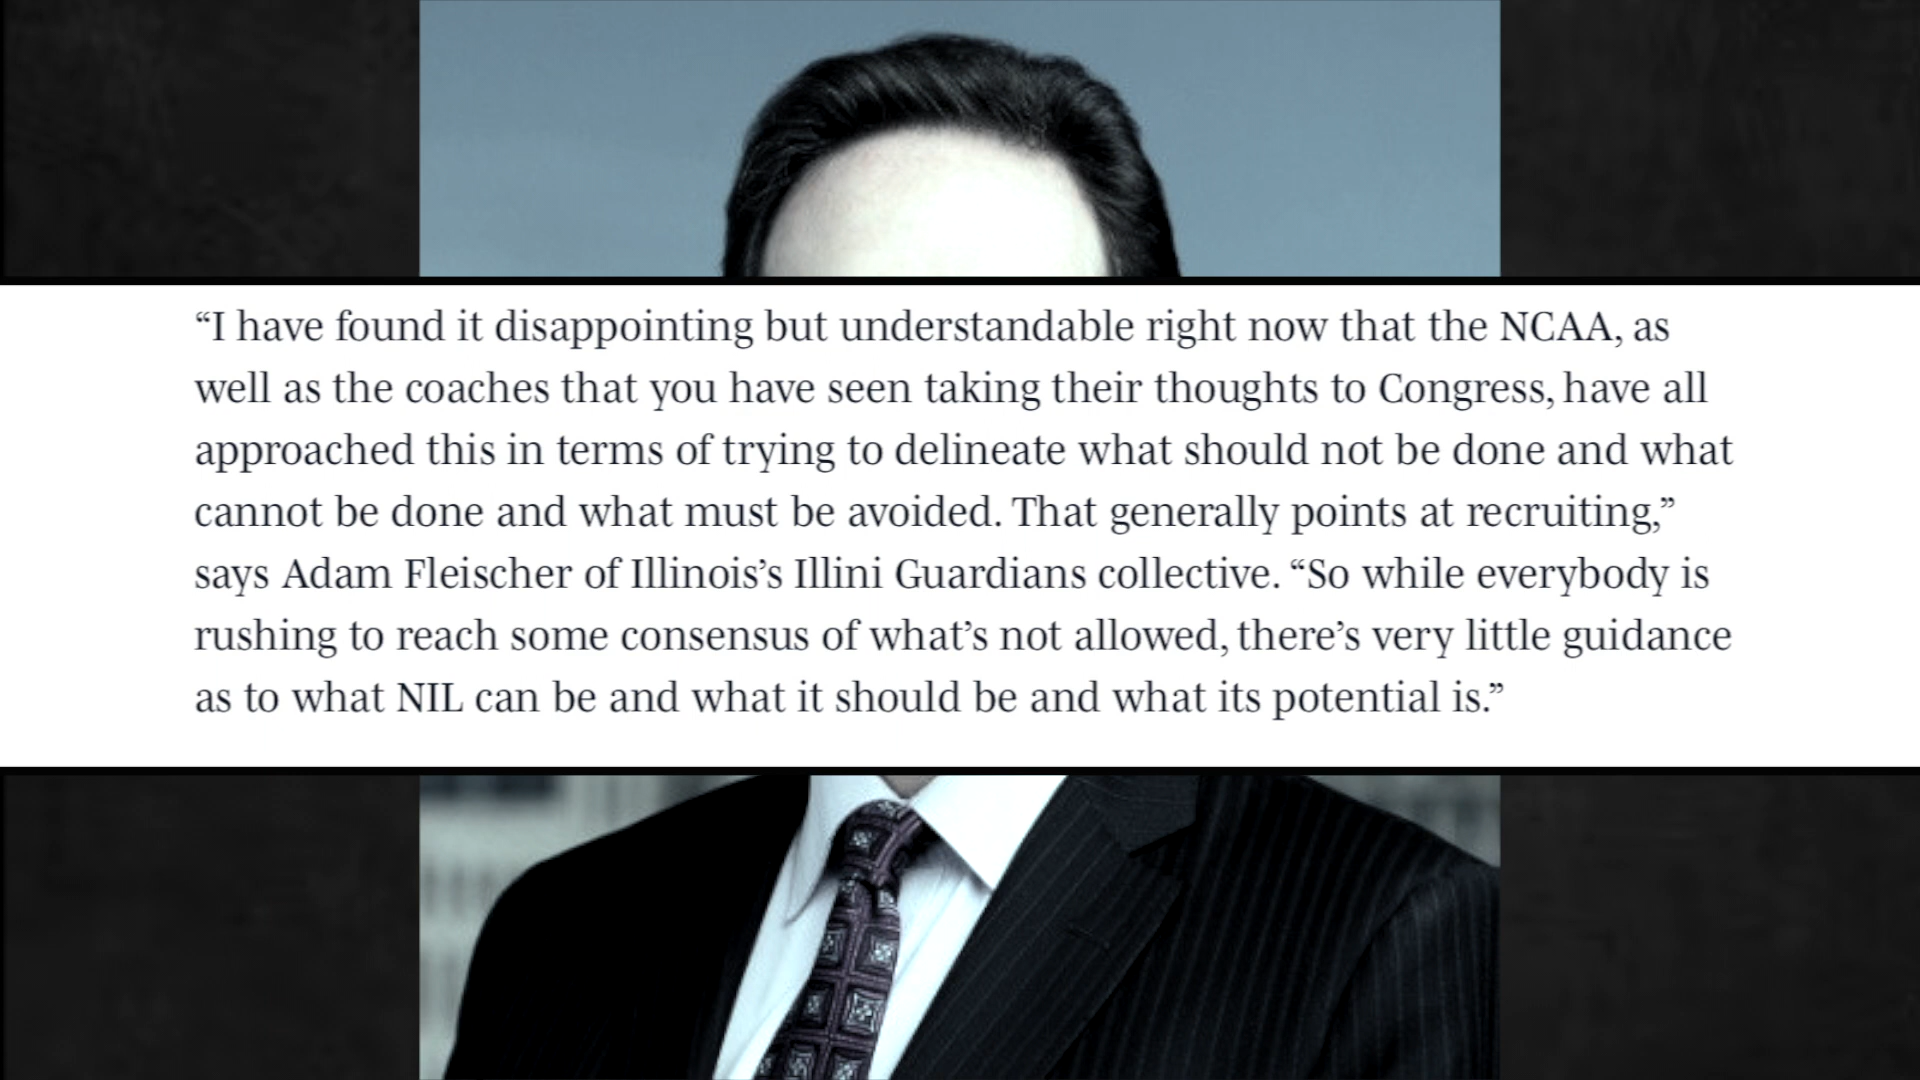 “I have found it disappointing but understandable right now that the NCAA, as
well as the coaches that you have seen taking their thoughts to Congress, have all
approached this in terms of trying to delineate what should not be done and what
cannot be done and what must be avoided. That generally points at recruiting,”
says Adam Fleischer of Illinois’s Illini Guardians collective. “So while everybody is
rushing to reach some consensus of what’s not allowed, there’s very little guidance
as to what NIL can be and what it should be and what its potential is.”